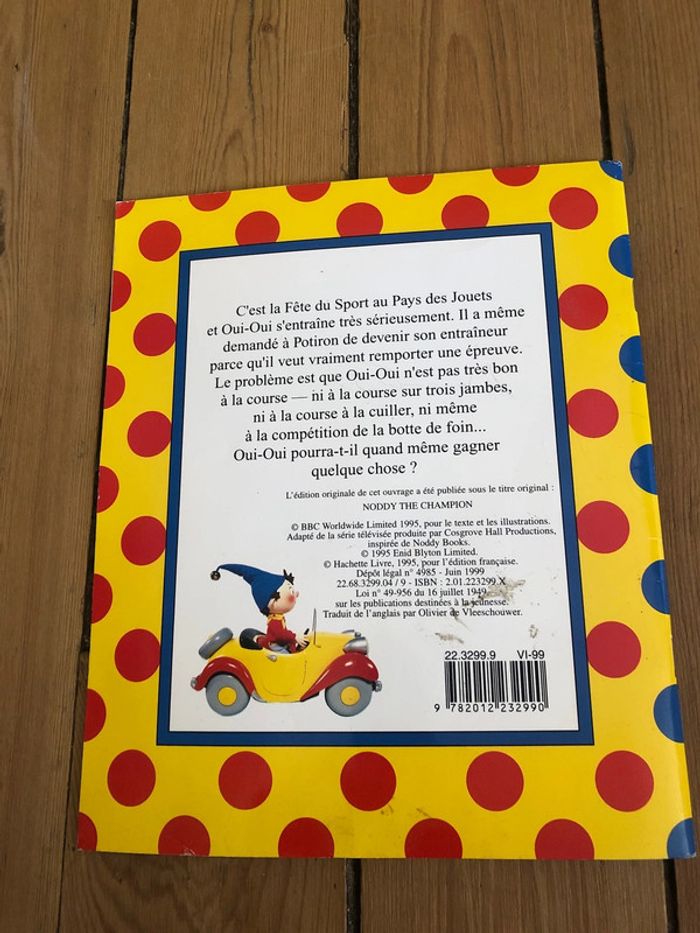 C'est la Fête du Sport au Pays des Jouets
et Oui-Oui s'entraîne très sérieusement. Il a même
demandé à Potiron de devenir son entraîneur
parce qu'il veut vraiment remporter une épreuve.
Le problème est que Oui-Oui n'est pas très bon
à la course — ni à la course sur trois jambes,
ni à la course à la cuiller, ni même
à la compétition de la botte de foin...
Oui-Oui pourra-t-il quand même gagner
quelque chose ?
L'édition originale de cet ouvrage a été publiée sous le titre original :
NODDY THE CHAMPION
© BBC Worldwide Limited 1995, pour le texte et les illustrations.
Adapté de la série télévisée produite par Cosgrove Hall Productions,
inspirée de Noddy Books.
© 1995 Enid Blyton Limited.
© Hachette Livre, 1995, pour l'édition française.
Dépôt légal n° 4985 - Juin 1999
22.68.3299.04 / 9 - ISBN : 2.01.223299.X
Loi n° 49-956 du 16 juillet 1949
sur les publications destinées à la jeunesse.
Traduit de l'anglais par Olivier de Vleeschouwer.
22.3299.9 VI-99
9 782012 232990